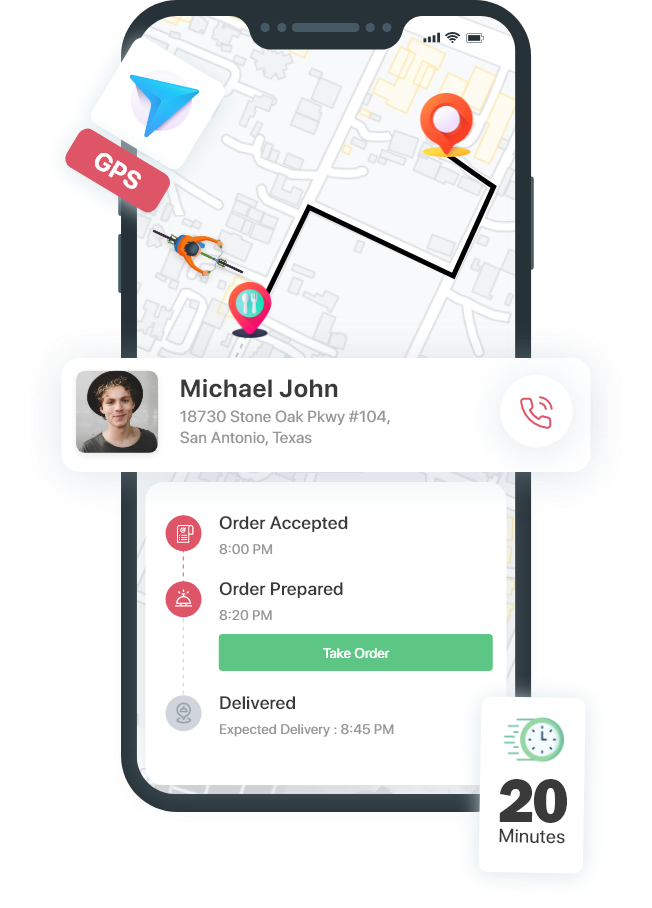 GPS
Michael John
18730 Stone Oak Pkwy #104,
San Antonio, Texas
Order Accepted
8:00 PM
Order Prepared
8:20 PM
Take Order
Delivered
Expected Delivery : 8:45 PM
20
Minutes